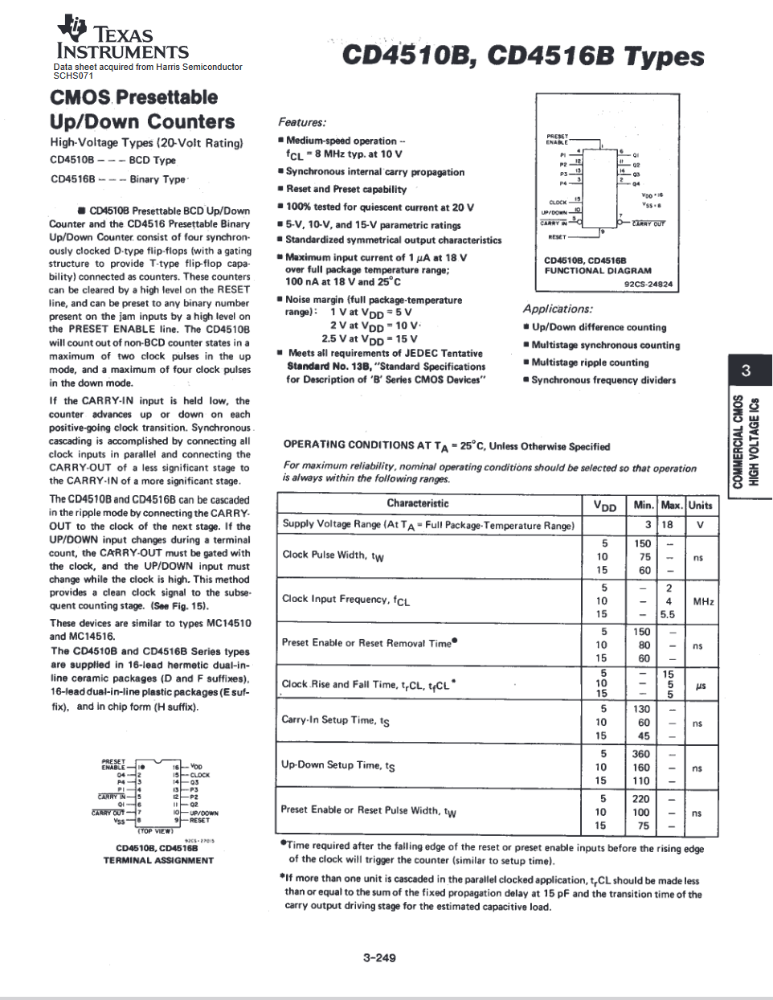 TEXAS
INSTRUMENTS
Data sheet acquired from Harris Semiconductor
SCHS071
CD4510B, CD4516B Types
CMOS Presettable
Up/Down Counters
High-Voltage Types (20-Volt Rating)
CD4510B – – – BCD Type
CD4516B – – – Binary Type
■ CD4510B Presettable BCD Up/Down
Counter and the CD4516 Presettable Binary
Up/Down Counter consist of four synchron-
ously clocked D-type flip-flops (with a gating
structure to provide T-type flip-flop capa-
bility) connected as counters. These counters
can be cleared by a high level on the RESET
line, and can be preset to any binary number
present on the jam inputs by a high level on
the PRESET ENABLE line. The CD4510B
will count out of non-BCD counter states in a
maximum of two clock pulses in the up
mode, and a maximum of four clock pulses
in the down mode.
If the CARRY-IN input is held low, the
counter advances up or down on each
positive-going clock transition. Synchronous
cascading is accomplished by connecting all
clock inputs in parallel and connecting the
CARRY-OUT of a less significant stage to
the CARRY-IN of a more significant stage.
The CD4510B and CD4516B can be cascaded
in the ripple mode by connecting the CARRY-
OUT to the clock of the next stage. If the
UP/DOWN input changes during a terminal
count, the CARRY-OUT must be gated with
the clock, and the UP/DOWN input must
change while the clock is high. This method
provides a clean clock signal to the subse-
quent counting stage. (See Fig. 15).
These devices are similar to types MC14510
and MC14516.
The CD4510B and CD4516B Series types
are supplied in 16-lead hermetic dual-in-
line ceramic packages (D and F suffixes),
16-lead dual-in-line plastic packages (E suf-
fix), and in chip form (H suffix).
PRESET
ENABLE 1 16 VDD
Q4 2 15 CLOCK
P4 3 14 Q3
P1 4 13 P3
CARRY IN 5 12 P2
Q1 6 11 Q2
CARRY OUT 7 10 UP/DOWN
VSS 8 9 RESET
(TOP VIEW)
CD4510B, CD4516B
TERMINAL ASSIGNMENT
Features:
■ Medium-speed operation –
fCL = 8 MHz typ. at 10 V
■ Synchronous internal carry propagation
■ Reset and Preset capability
■ 100% tested for quiescent current at 20 V
■ 5-V, 10-V, and 15-V parametric ratings
■ Standardized symmetrical output characteristics
■ Maximum input current of 1 μA at 18 V
over full package temperature range;
100 nA at 18 V and 25°C
■ Noise margin (full package-temperature
range): 1 V at VDD = 5 V
2 V at VDD = 10 V
2.5 V at VDD = 15 V
■ Meets all requirements of JEDEC Tentative
Standard No. 13B, "Standard Specifications
for Description of 'B' Series CMOS Devices"
PRESET
ENABLE 1
P1 4 6 Q1
P2 12 11 Q2
P3 13 14 Q3
P4 3 2 Q4
VDD = 16
VSS = 8
CLOCK 15
UP/DOWN 10
CARRY IN 5 7 CARRY OUT
RESET 9
CD4510B, CD4516B
FUNCTIONAL DIAGRAM
92CS-24824
Applications:
■ Up/Down difference counting
■ Multistage synchronous counting
■ Multistage ripple counting
■ Synchronous frequency dividers
3
COMMERCIAL CMOS
HIGH VOLTAGE ICs
OPERATING CONDITIONS AT TA = 25°C, Unless Otherwise Specified
For maximum reliability, nominal operating conditions should be selected so that operation
is always within the following ranges.
Characteristic VDD Min. Max. Units
Supply Voltage Range (At TA = Full Package-Temperature Range) 3 18 V
5 150 –
Clock Pulse Width, tW 10 75 – ns
15 60 –
5 – 2
Clock Input Frequency, fCL 10 – 4 MHz
15 – 5.5
5 150 –
Preset Enable or Reset Removal Time● 10 80 – ns
15 60 –
5 – 15
Clock Rise and Fall Time, trCL, tfCL* 10 – 5 μs
15 – 5
5 130 –
Carry-In Setup Time, tS 10 60 – ns
15 45 –
5 360 –
Up-Down Setup Time, tS 10 160 – ns
15 110 –
5 220 –
Preset Enable or Reset Pulse Width, tW 10 100 – ns
15 75 –
●Time required after the falling edge of the reset or preset enable inputs before the rising edge
of the clock will trigger the counter (similar to setup time).
*If more than one unit is cascaded in the parallel clocked application, trCL should be made less
than or equal to the sum of the fixed propagation delay at 15 pF and the transition time of the
carry output driving stage for the estimated capacitive load.
3-249